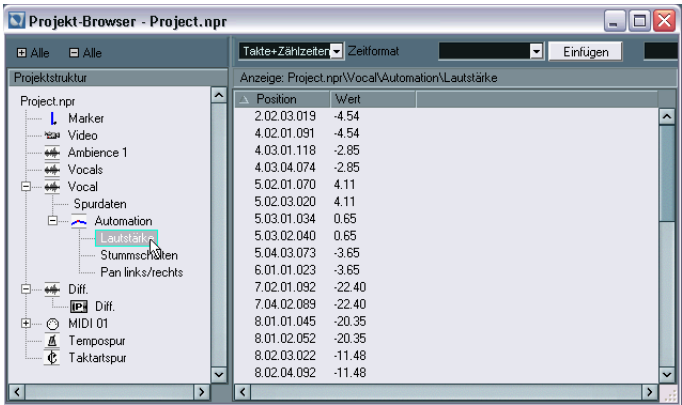 Projekt-Browser - Project.npr
Alle Alle
Takte+Zählzeiten Zeitformat Einfügen
Projektstruktur
Anzeige: Project.npr\Vocal\Automation\Lautstärke
Project.npr
Marker
Video
Ambience 1
Vocals
Vocal
Spurdaten
Automation
Lautstärke
Stummschalten
Pan links/rechts
Diff.
Diff.
MIDI 01
Tempospur
Taktartspur
Position Wert
2.02.03.019 -4.54
4.02.01.091 -4.54
4.03.01.118 -2.85
4.03.04.074 -2.85
5.02.01.070 4.11
5.02.03.020 4.11
5.03.01.034 0.65
5.03.02.040 0.65
5.04.03.073 -3.65
6.01.01.023 -3.65
7.02.01.092 -22.40
7.04.02.089 -22.40
8.01.01.045 -20.35
8.01.02.052 -20.35
8.02.03.022 -11.48
8.02.04.092 -11.48